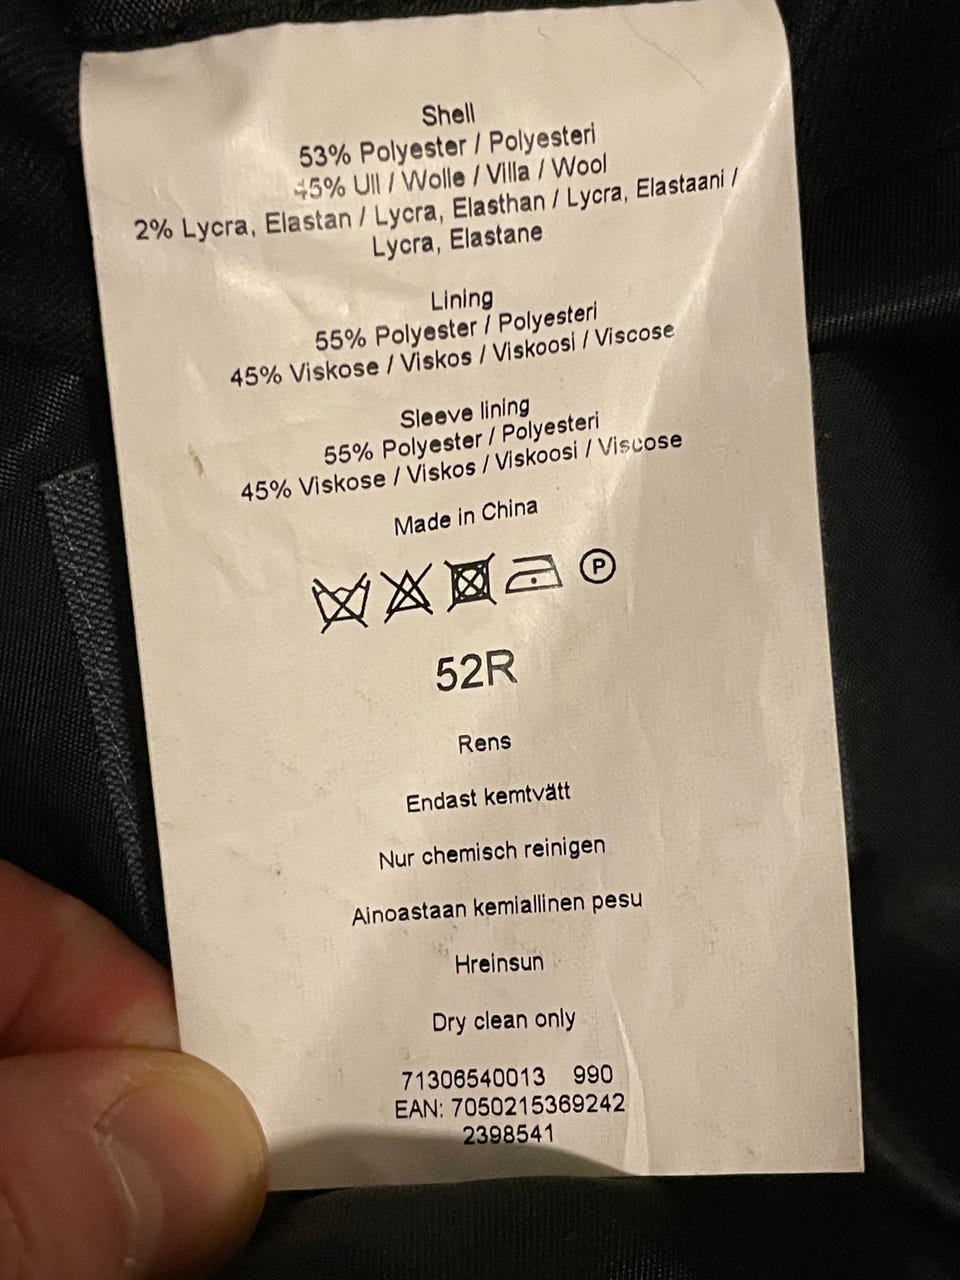 Shell
53% Polyester / Polyesteri
45% Ull / Wolle / Villa / Wool
2% Lycra, Elastan / Lycra, Elasthan / Lycra, Elastaani /
Lycra, Elastane
Lining
55% Polyester / Polyesteri
45% Viskose / Viskos / Viskoosi / Viscose
Sleeve lining
55% Polyester / Polyesteri
45% Viskose / Viskos / Viskoosi / Viscose
Made in China
P
52R
Rens
Endast kemtvätt
Nur chemisch reinigen
Ainoastaan kemiallinen pesu
Hreinsun
Dry clean only
71306540013 990
EAN: 7050215369242
2398541